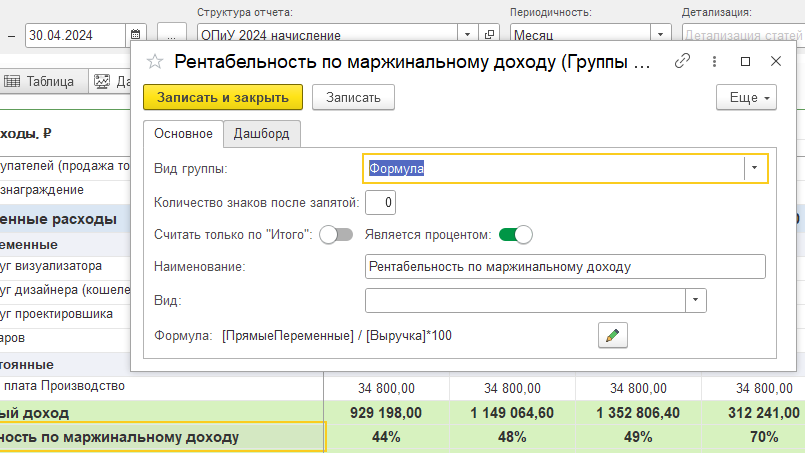 Структура отчета: Периодичность: Детализация:
– 30.04.2024 ... ОПиУ 2024 начисление Месяц Детализация статей
Таблица Да
Рентабельность по маржинальному доходу (Группы ...
Записать и закрыть Записать Еще
Основное Дашборд
Вид группы: Формула
Количество знаков после запятой: 0
Считать только по "Итого": Является процентом:
Наименование: Рентабельность по маржинальному доходу
Вид:
Формула: [ПрямыеПеременные] / [Выручка]*100
ходы, ₽
упателей (продажа то
знаграждение
енные расходы 0
еменные
уг визуализатора
уг дизайнера (кошеле
уг проектировшика
аров
тоянные
плата Производство 34 800,00 34 800,00 34 800,00 34 800,00
ый доход 929 198,00 1 149 064,60 1 352 806,40 312 241,00
ность по маржинальному доходу 44% 48% 49% 70%